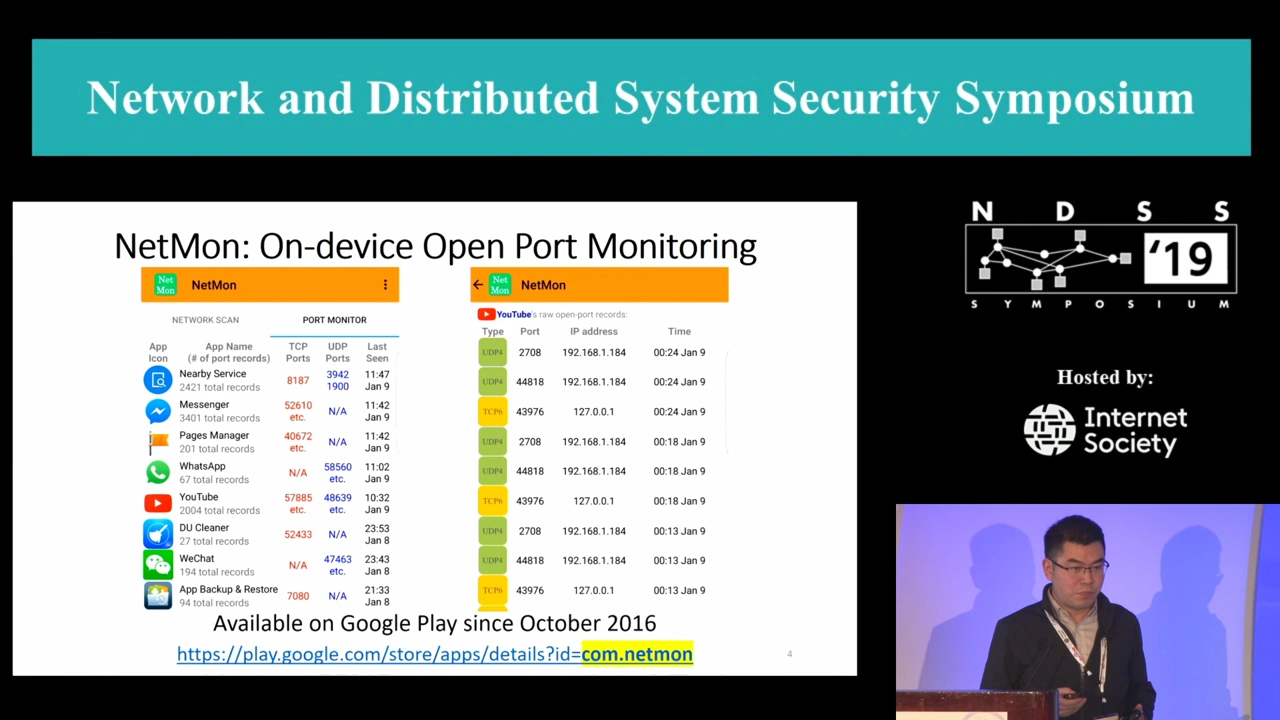 Network and Distributed System Security Symposium
NetMon: On-device Open Port Monitoring
Net
Mon
NetMon
NETWORK SCAN PORT MONITOR
App
Icon
App Name
(# of port records)
TCP
Ports
UDP
Ports
Last
Seen
Nearby Service
2421 total records
8187
3942
1900
11:47
Jan 9
Messenger
3401 total records
52610
etc.
N/A
11:42
Jan 9
Pages Manager
201 total records
40672
etc.
N/A
11:42
Jan 9
WhatsApp
67 total records
N/A
58560
etc.
11:02
Jan 9
YouTube
2004 total records
57885
etc.
48639
etc.
10:32
Jan 9
DU Cleaner
27 total records
52433
N/A
23:53
Jan 8
WeChat
194 total records
N/A
47463
etc.
23:43
Jan 8
App Backup & Restore
94 total records
7080
N/A
21:33
Jan 8
Net
Mon
NetMon
YouTube's raw open-port records:
Type Port IP address Time
UDP4 2708 192.168.1.184 00:24 Jan 9
UDP4 44818 192.168.1.184 00:24 Jan 9
TCP6 43976 127.0.0.1 00:24 Jan 9
UDP4 2708 192.168.1.184 00:18 Jan 9
UDP4 44818 192.168.1.184 00:18 Jan 9
TCP6 43976 127.0.0.1 00:18 Jan 9
UDP4 2708 192.168.1.184 00:13 Jan 9
UDP4 44818 192.168.1.184 00:13 Jan 9
TCP6 43976 127.0.0.1 00:13 Jan 9
Available on Google Play since October 2016
https://play.google.com/store/apps/details?id=com.netmon
4
N D S S
'19
S Y M P O S I U M
Hosted by:
Internet
Society